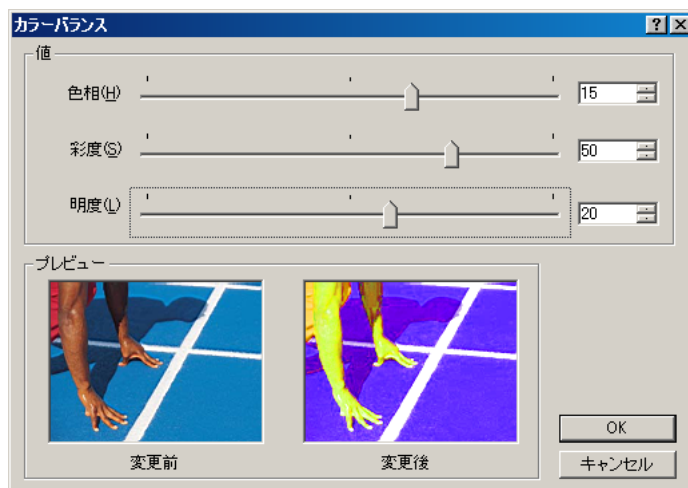 カラーバランス
値
色相(H) 15
彩度(S) 50
明度(L) 20
プレビュー
変更前 変更後
OK
キャンセル